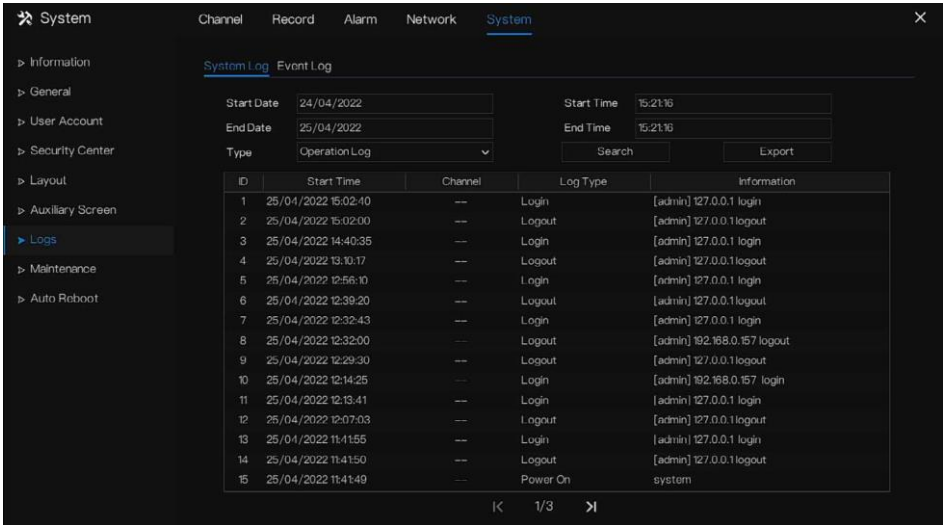 System Channel Record Alarm Network System
Information
System Log Event Log
General
Start Date 24/04/2022 Start Time 15:21:16
User Account
End Date 25/04/2022 End Time 15:21:16
Security Center
Type Operation Log Search Export
Layout
ID Start Time Channel Log Type Information
1 25/04/2022 15:02:40 -- Login [admin] 127.0.0.1 login
Auxiliary Screen
2 25/04/2022 15:02:00 -- Logout [admin] 127.0.0.1 logout
Logs
3 25/04/2022 14:40:35 -- Login [admin] 127.0.0.1 login
4 25/04/2022 13:10:17 -- Logout [admin] 127.0.0.1 logout
Maintenance
5 25/04/2022 12:56:10 -- Login [admin] 127.0.0.1 login
Auto Reboot
6 25/04/2022 12:39:20 -- Logout [admin] 127.0.0.1 logout
7 25/04/2022 12:32:43 -- Login [admin] 127.0.0.1 login
8 25/04/2022 12:32:00 -- Logout [admin] 192.168.0.157 logout
9 25/04/2022 12:29:30 -- Logout [admin] 127.0.0.1 logout
10 25/04/2022 12:14:25 -- Login [admin] 192.168.0.157 login
11 25/04/2022 12:13:41 -- Login [admin] 127.0.0.1 login
12 25/04/2022 12:07:03 -- Logout [admin] 127.0.0.1 logout
13 25/04/2022 11:41:55 -- Login [admin] 127.0.0.1 login
14 25/04/2022 11:41:50 -- Logout [admin] 127.0.0.1 logout
15 25/04/2022 11:41:49 -- Power On system
1/3